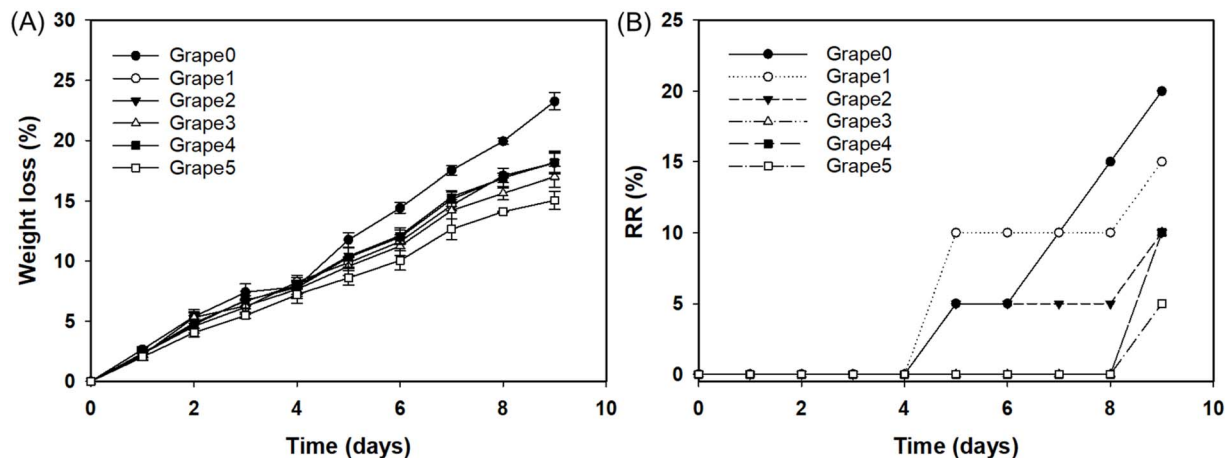 (A)
30
25
20
15
10
5
0
Weight loss (%)
Grape0
Grape1
Grape2
Grape3
Grape4
Grape5
0 2 4 6 8 10
Time (days)
(B)
25
20
15
10
5
0
RR (%)
Grape0
Grape1
Grape2
Grape3
Grape4
Grape5
0 2 4 6 8 10
Time (days)